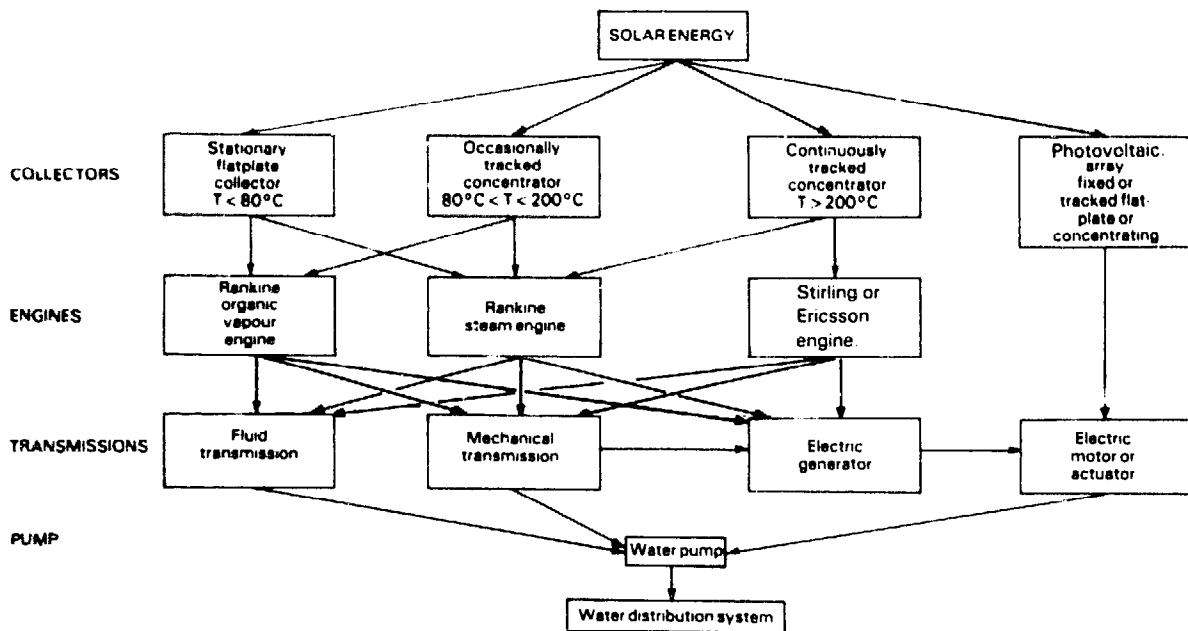 SOLAR ENERGY
COLLECTORS
Stationary
flatplate
collector
T < 80°C
Occasionally
tracked
concentrator
80°C < T < 200°C
Continuously
tracked
concentrator
T > 200°C
Photovoltaic.
array
fixed or
tracked flat-
plate or
concentrating
ENGINES
Rankine
organic
vapour
engine
Rankine
steam engine
Stirling or
Ericsson
engine.
TRANSMISSIONS
Fluid
transmission
Mechanical
transmission
Electric
generator
Electric
motor or
actuator
PUMP
Water pump
Water distribution system